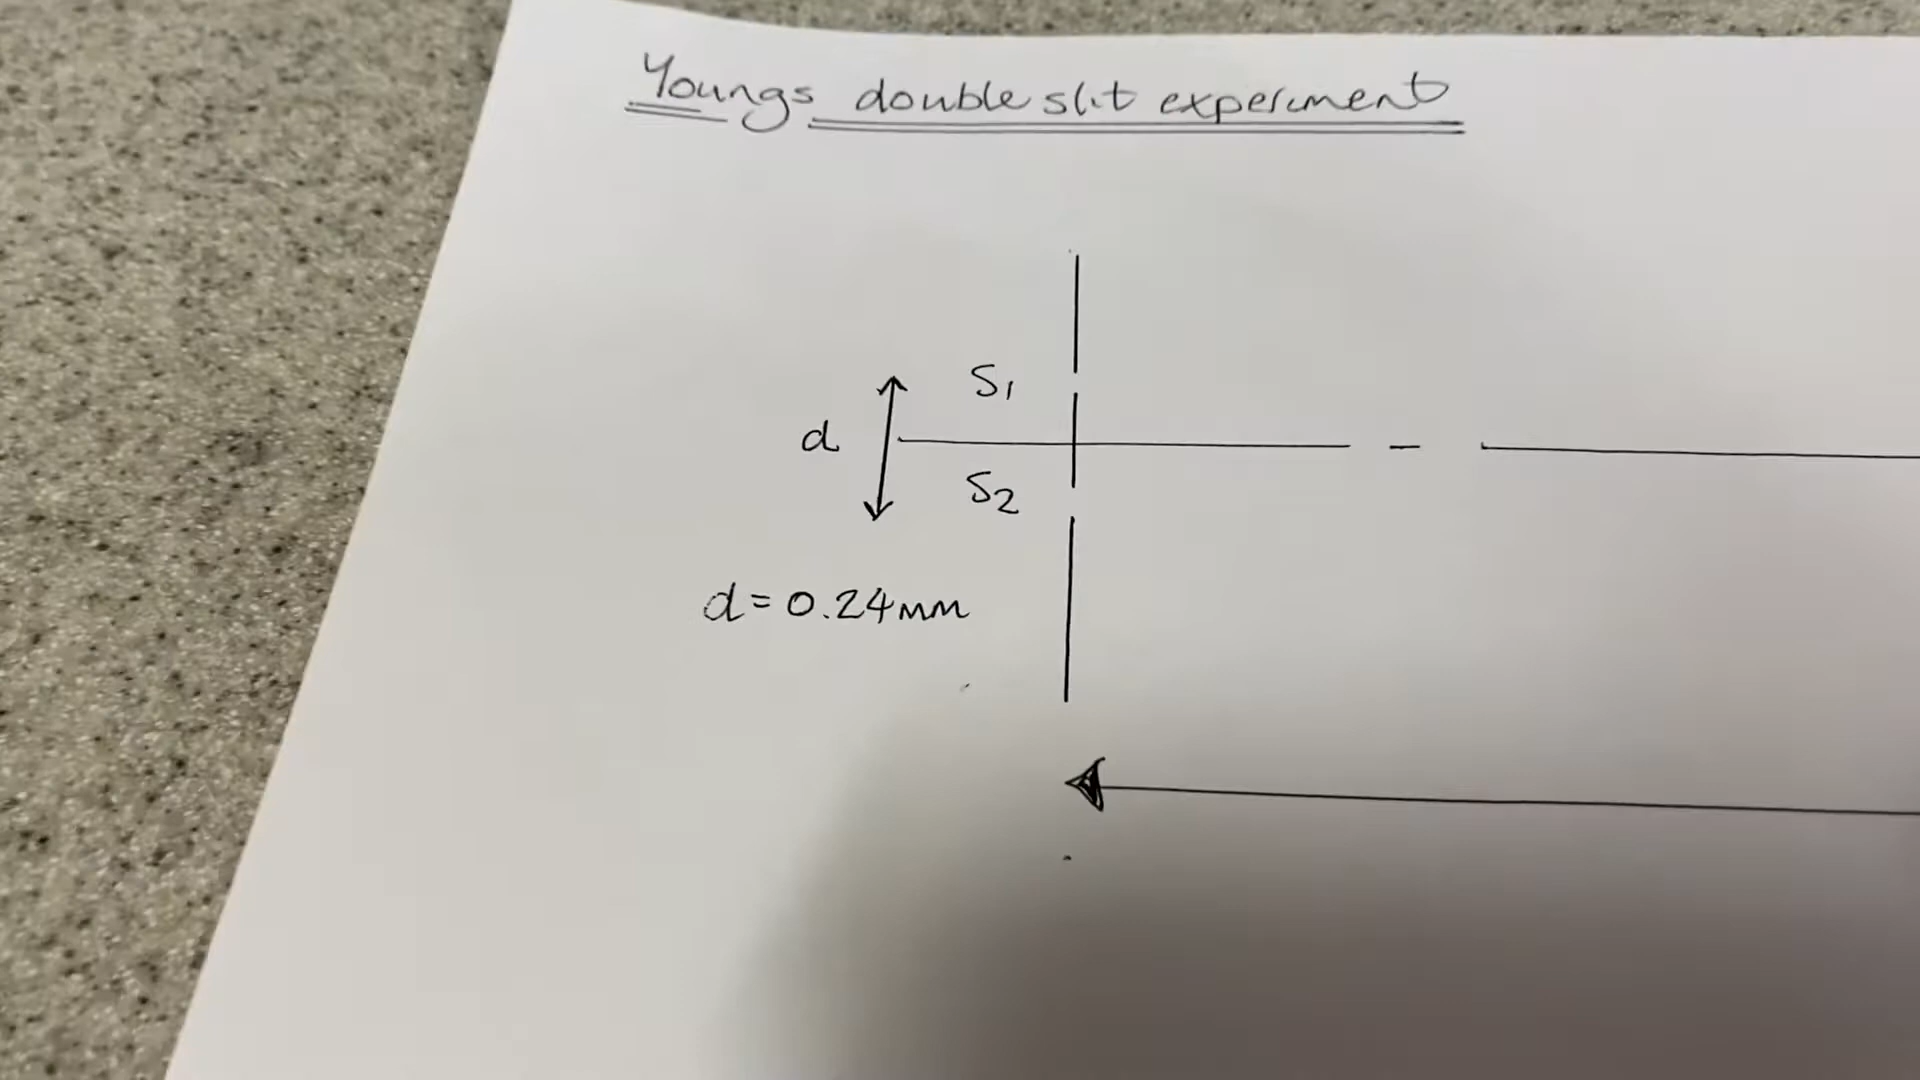 Youngs double slit experiment
S1
d
S2
d = 0.24mm